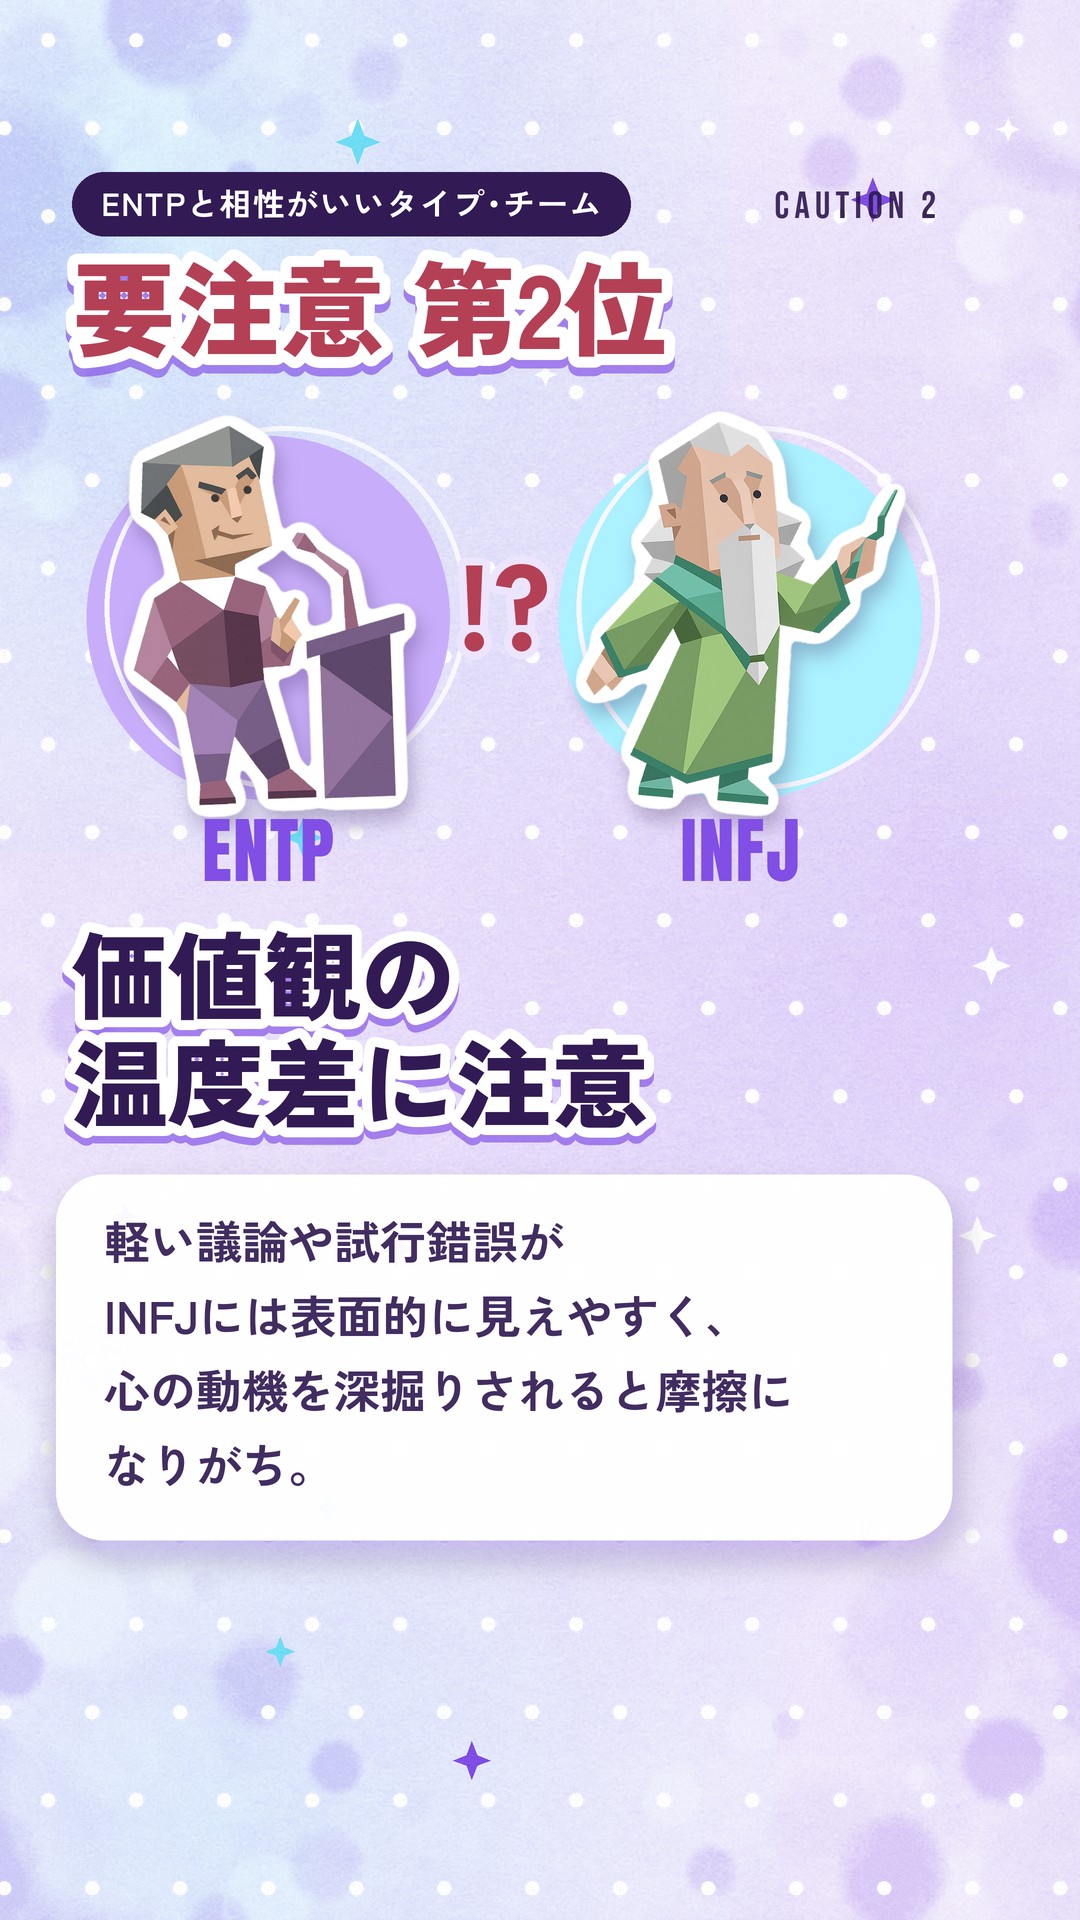 ENTPと相性がいいタイプ・チーム
CAUTION 2
要注意 第2位
!?
ENTP
INFJ
価値観の
温度差に注意
軽い議論や試行錯誤が
INFJには表面的に見えやすく、
心の動機を深掘りされると摩擦に
なりがち。